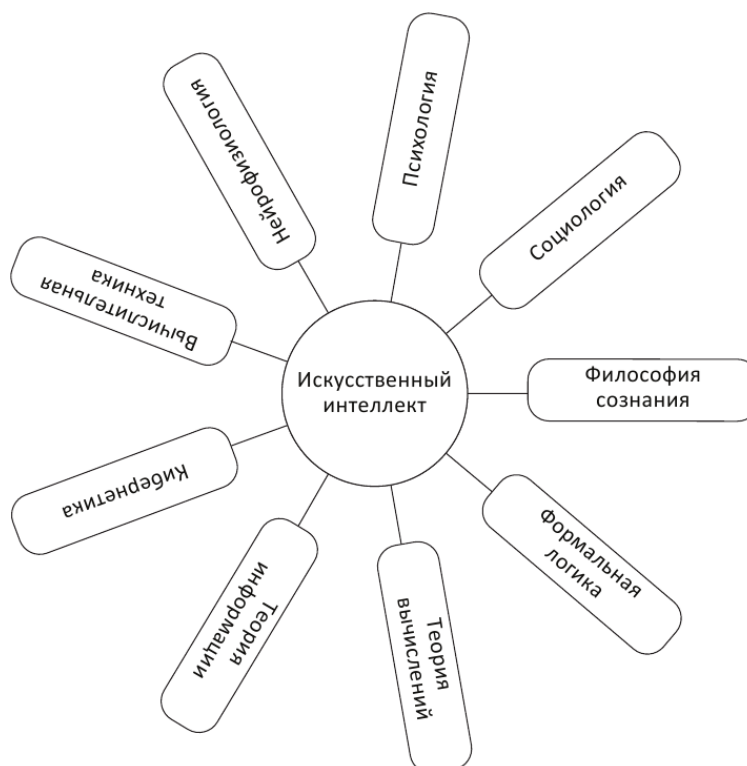 Искусственный
интеллект
Психология
Социология
Философия
сознания
Формальная
логика
Теория
вычислений
Теория
информации
Кибернетика
Вычислительная
техника
Нейрофизиология